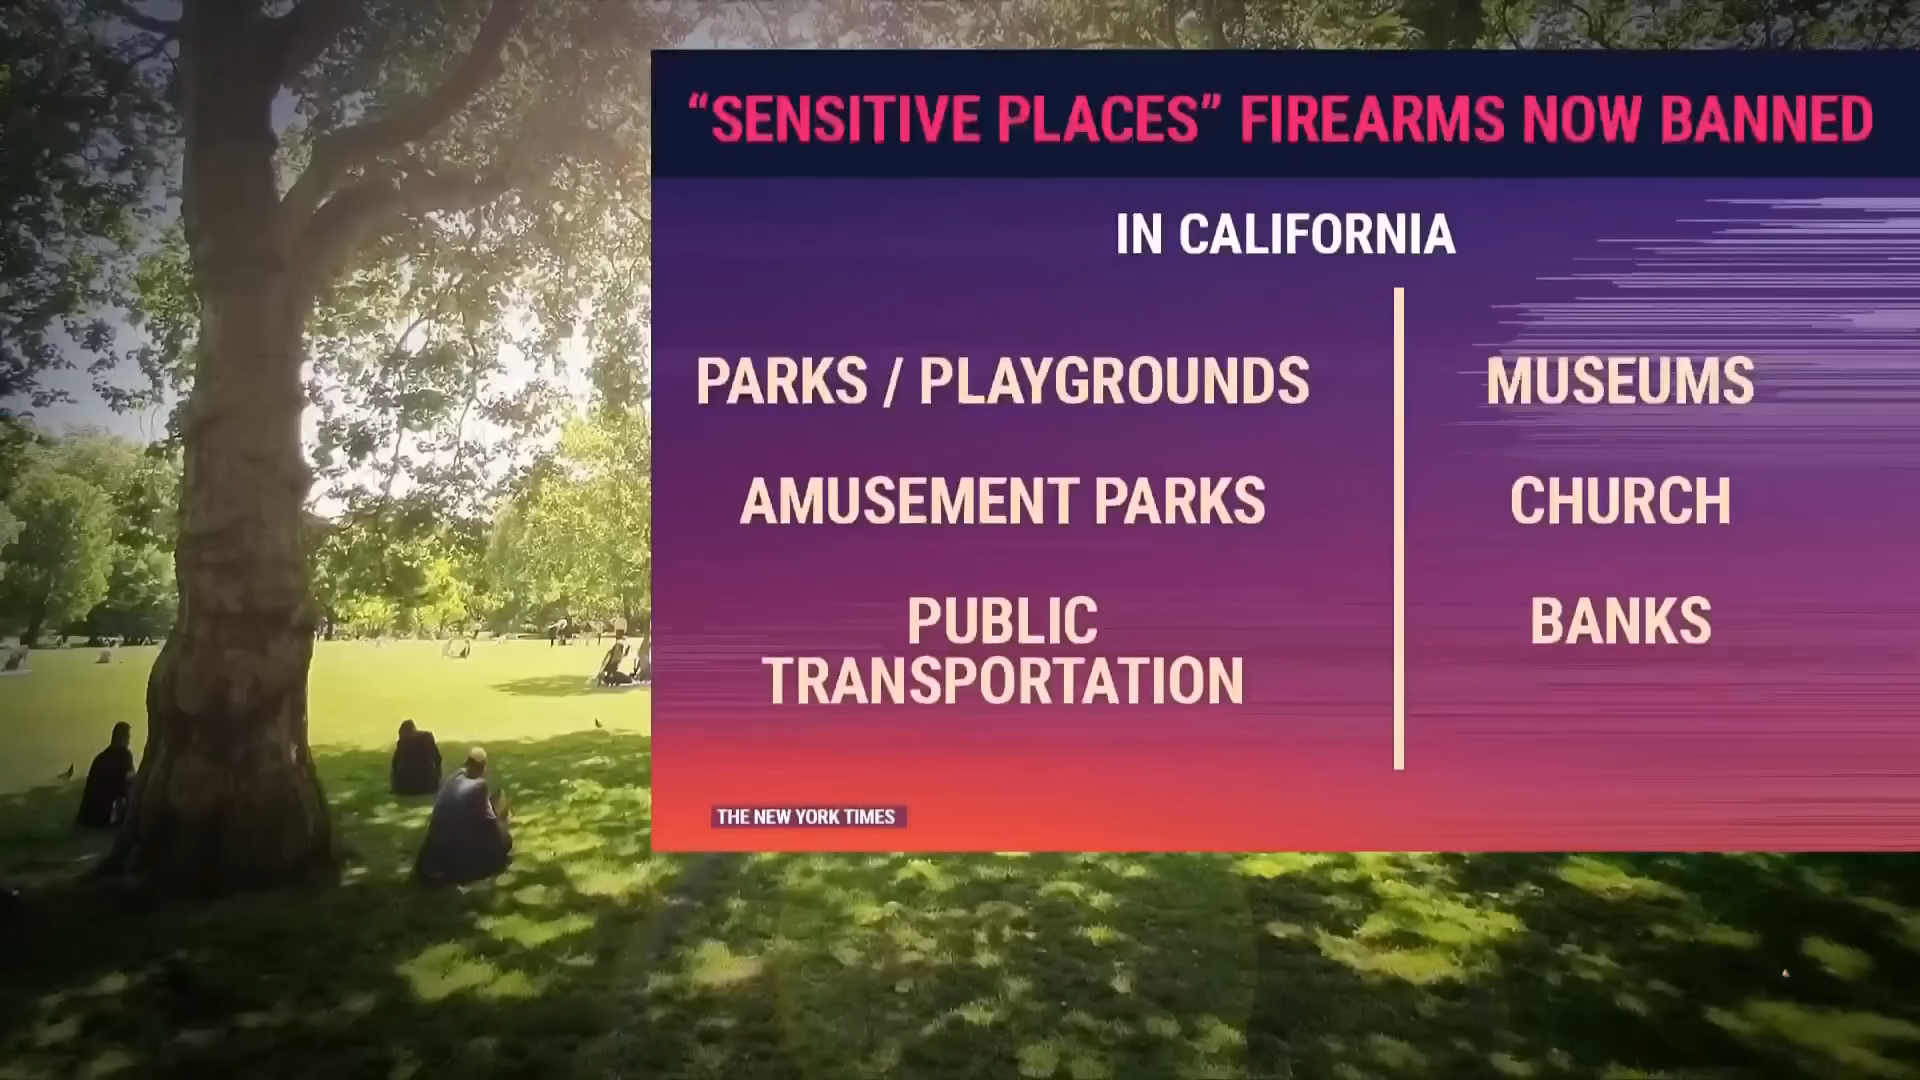 “SENSITIVE PLACES” FIREARMS NOW BANNED
IN CALIFORNIA
PARKS / PLAYGROUNDS
AMUSEMENT PARKS
PUBLIC
TRANSPORTATION
MUSEUMS
CHURCH
BANKS
THE NEW YORK TIMES